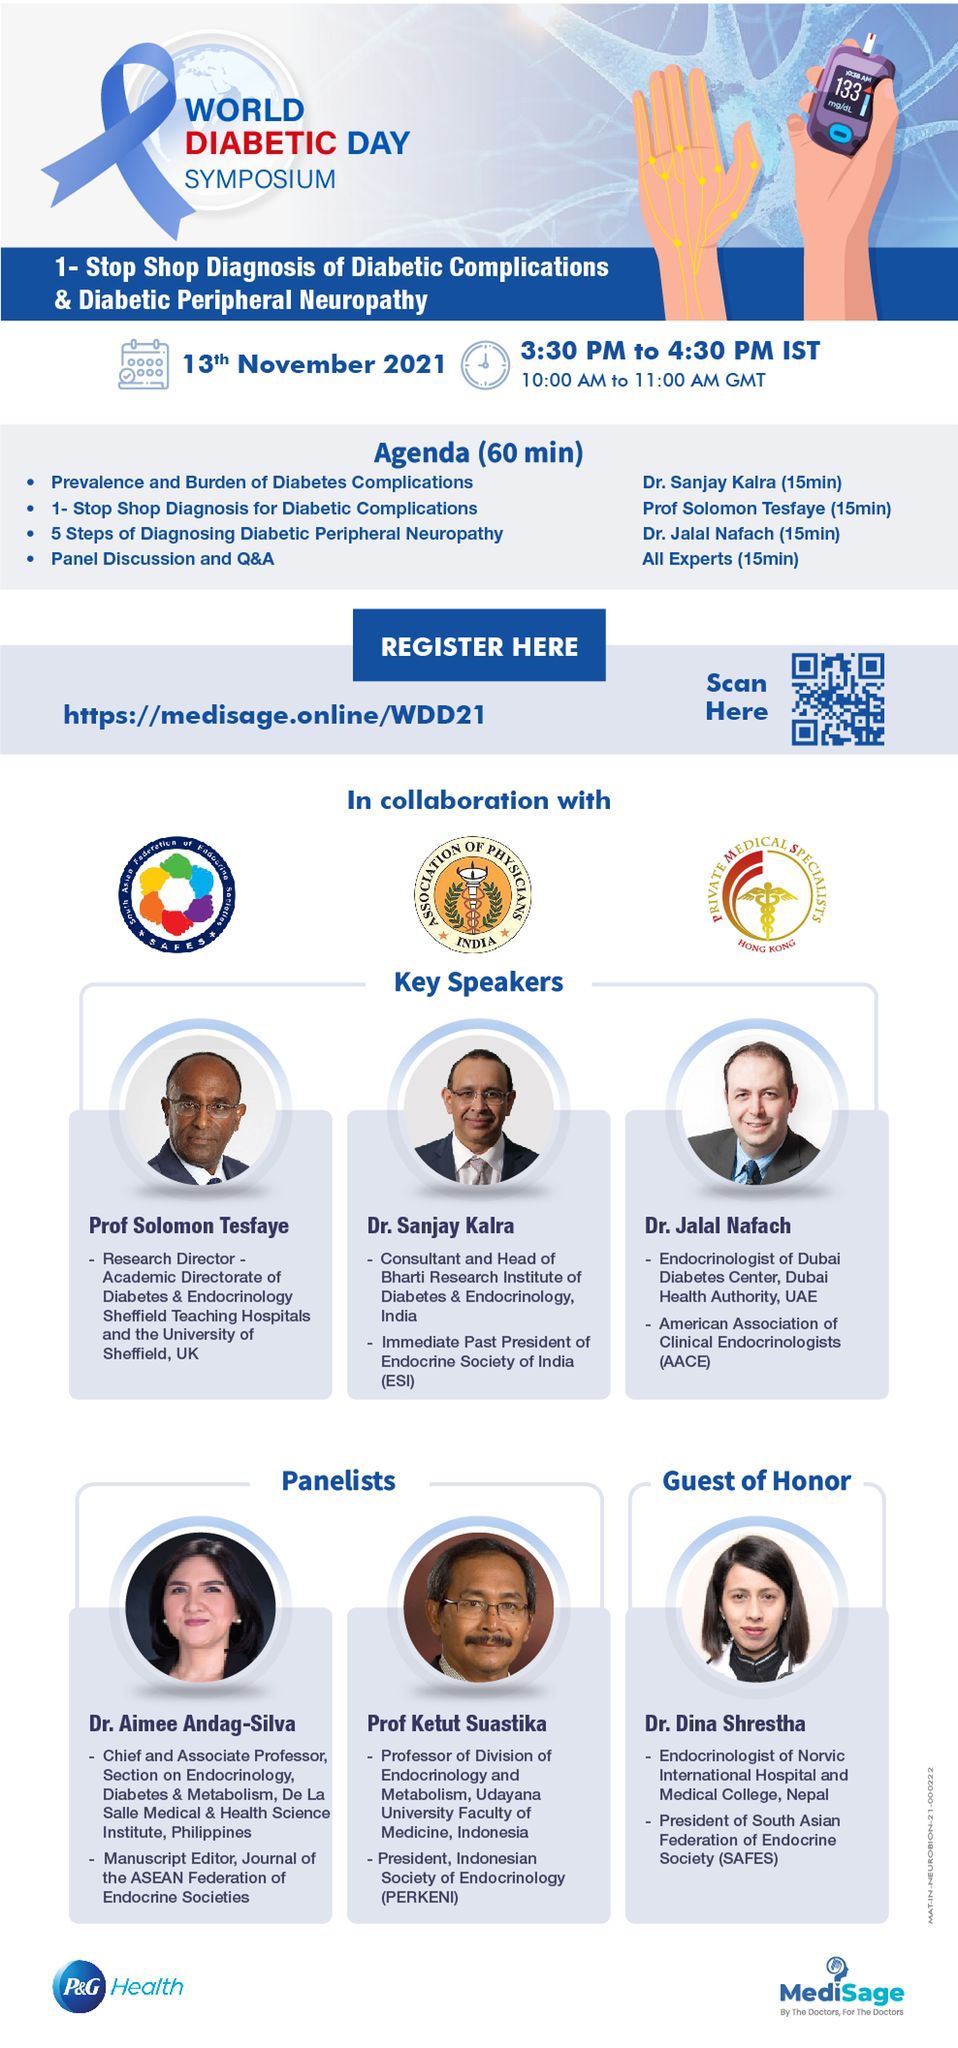 WORLD
DIABETIC DAY
SYMPOSIUM
10:38 AM
133
mg/dL
1- Stop Shop Diagnosis of Diabetic Complications
& Diabetic Peripheral Neuropathy
13th November 2021
3:30 PM to 4:30 PM IST
10:00 AM to 11:00 AM GMT
Agenda (60 min)
• Prevalence and Burden of Diabetes Complications Dr. Sanjay Kalra (15min)
• 1- Stop Shop Diagnosis for Diabetic Complications Prof Solomon Tesfaye (15min)
• 5 Steps of Diagnosing Diabetic Peripheral Neuropathy Dr. Jalal Nafach (15min)
• Panel Discussion and Q&A All Experts (15min)
REGISTER HERE
https://medisage.online/WDD21
Scan
Here
In collaboration with
South Asian Federation of Endocrine Societies
SAFES
ASSOCIATION OF PHYSICIANS
INDIA
PRIVATE MEDICAL SPECIALISTS
HONG KONG
Key Speakers
Prof Solomon Tesfaye
- Research Director -
Academic Directorate of
Diabetes & Endocrinology
Sheffield Teaching Hospitals
and the University of
Sheffield, UK
Dr. Sanjay Kalra
- Consultant and Head of
Bharti Research Institute of
Diabetes & Endocrinology,
India
- Immediate Past President of
Endocrine Society of India
(ESI)
Dr. Jalal Nafach
- Endocrinologist of Dubai
Diabetes Center, Dubai
Health Authority, UAE
- American Association of
Clinical Endocrinologists
(AACE)
Panelists
Dr. Aimee Andag-Silva
- Chief and Associate Professor,
Section on Endocrinology,
Diabetes & Metabolism, De La
Salle Medical & Health Science
Institute, Philippines
- Manuscript Editor, Journal of
the ASEAN Federation of
Endocrine Societies
Prof Ketut Suastika
- Professor of Division of
Endocrinology and
Metabolism, Udayana
University Faculty of
Medicine, Indonesia
- President, Indonesian
Society of Endocrinology
(PERKENI)
Guest of Honor
Dr. Dina Shrestha
- Endocrinologist of Norvic
International Hospital and
Medical College, Nepal
- President of South Asian
Federation of Endocrine
Society (SAFES)
MAT-IN-NEUROBION-21-000222
P&G Health
MediSage
By The Doctors, For The Doctors